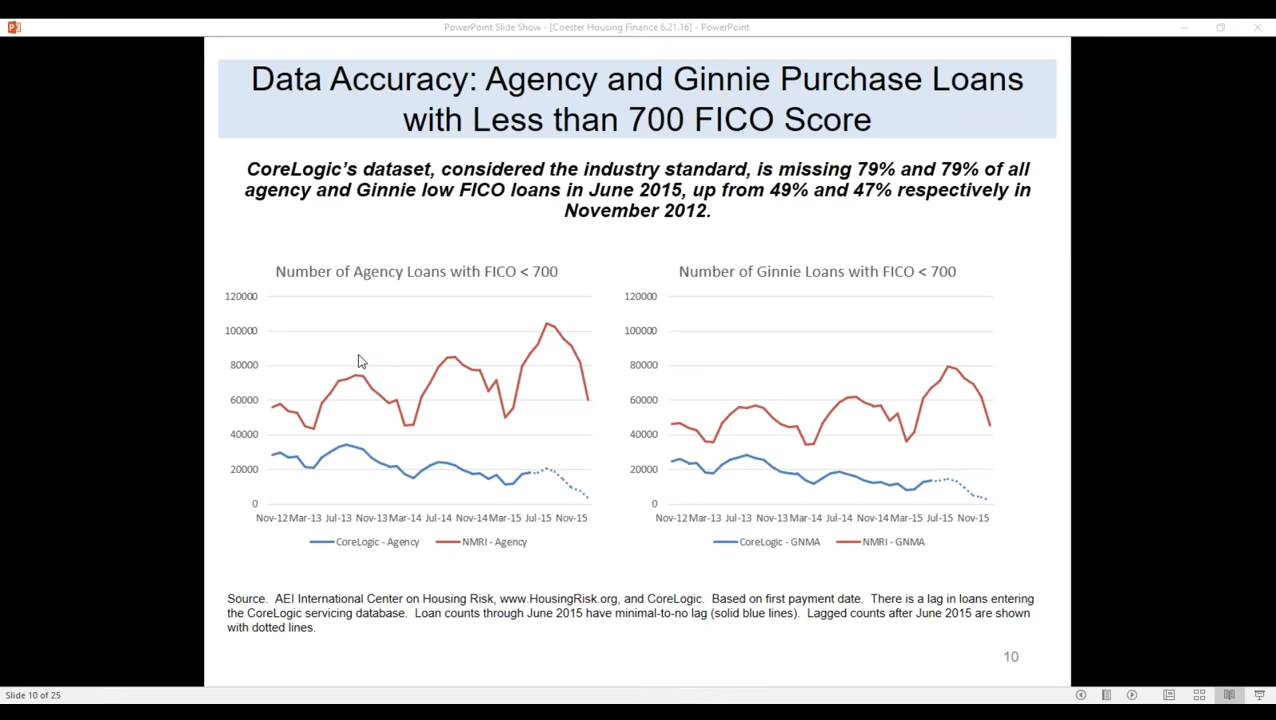 PowerPoint Slide Show - [Coester Housing Finance 6.21.16] - PowerPoint
Data Accuracy: Agency and Ginnie Purchase Loans
with Less than 700 FICO Score
CoreLogic's dataset, considered the industry standard, is missing 79% and 79% of all
agency and Ginnie low FICO loans in June 2015, up from 49% and 47% respectively in
November 2012.
Number of Agency Loans with FICO < 700
120000
100000
80000
60000
40000
20000
0
Nov-12 Mar-13 Jul-13 Nov-13 Mar-14 Jul-14 Nov-14 Mar-15 Jul-15 Nov-15
CoreLogic - Agency NMRI - Agency
Number of Ginnie Loans with FICO < 700
120000
100000
80000
60000
40000
20000
0
Nov-12 Mar-13 Jul-13 Nov-13 Mar-14 Jul-14 Nov-14 Mar-15 Jul-15 Nov-15
CoreLogic - GNMA NMRI - GNMA
Source. AEI International Center on Housing Risk, www.HousingRisk.org, and CoreLogic. Based on first payment date. There is a lag in loans entering
the CoreLogic servicing database. Loan counts through June 2015 have minimal-to-no lag (solid blue lines). Lagged counts after June 2015 are shown
with dotted lines.
10
Slide 10 of 25